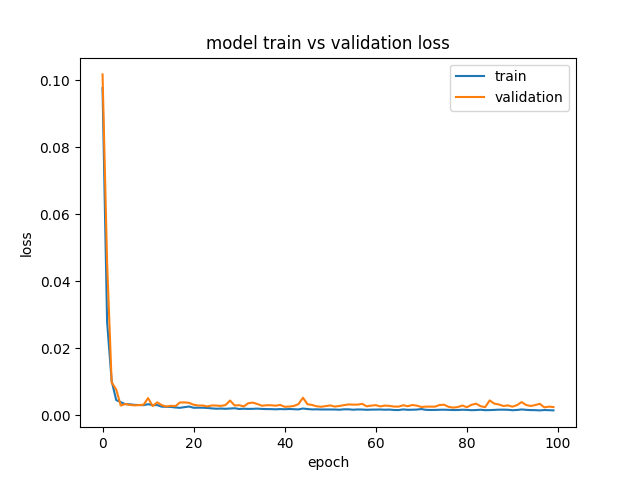 model train vs validation loss
train
validation
0.10
0.08
0.06
0.04
0.02
0.00
loss
0 20 40 60 80 100
epoch